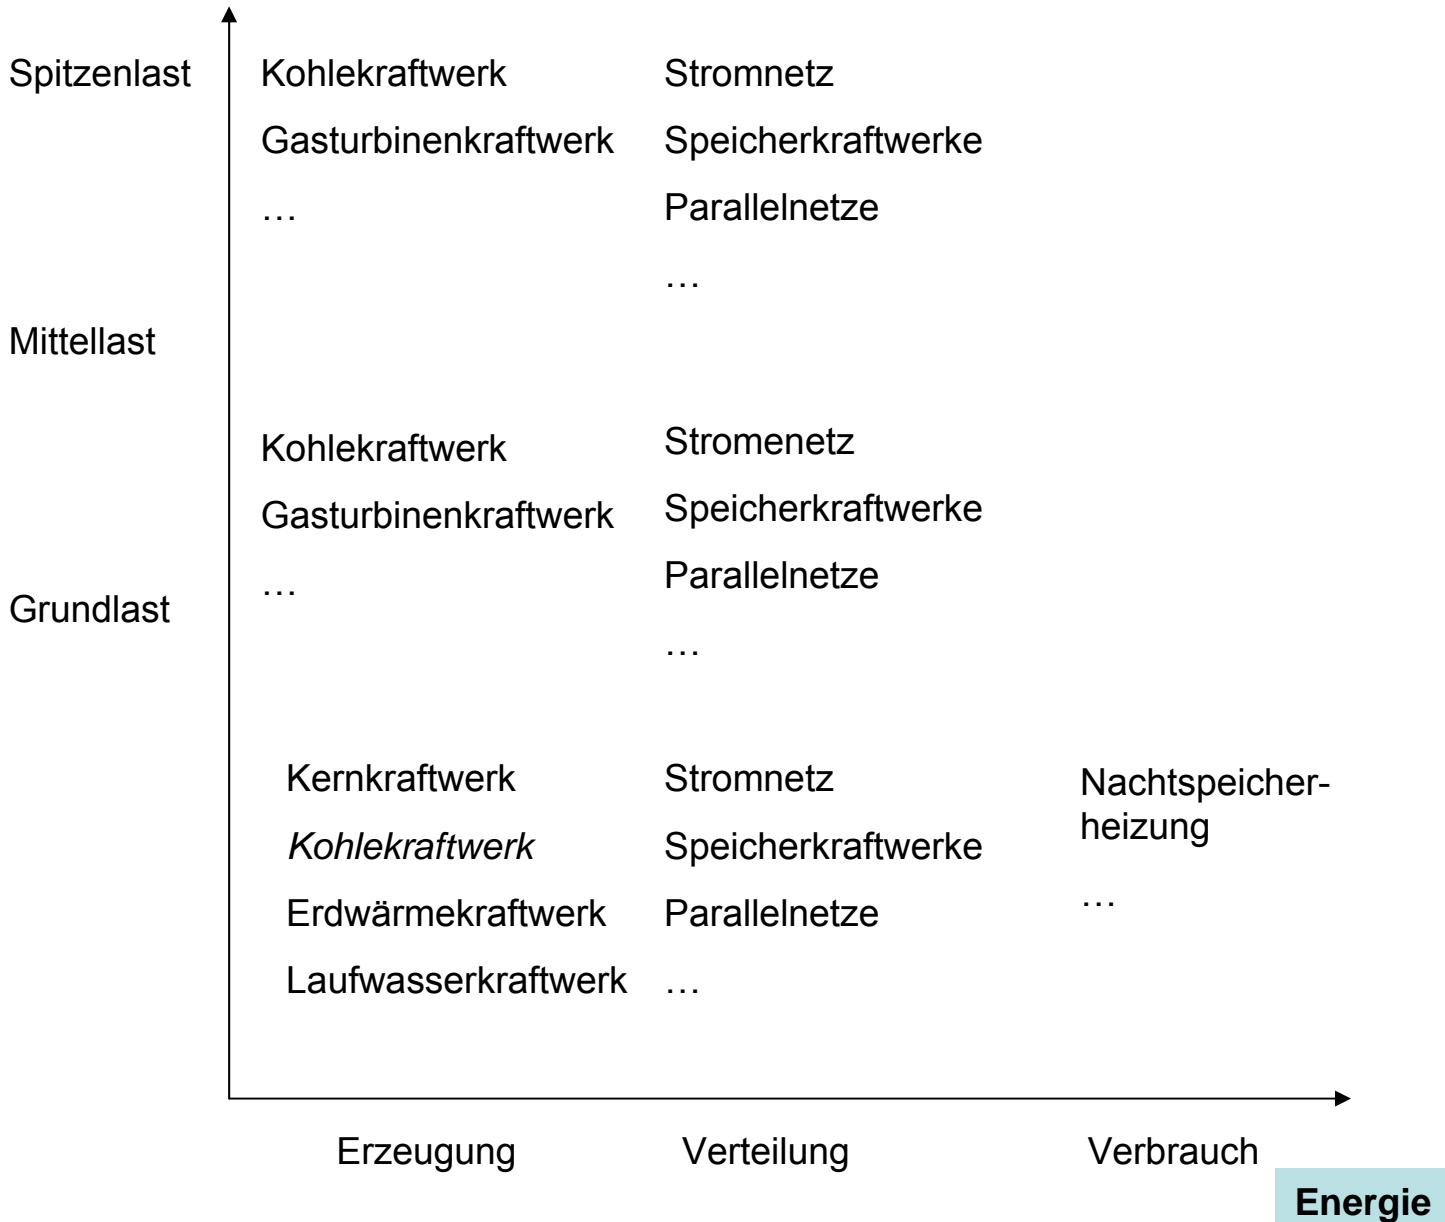 Spitzenlast
Kohlekraftwerk
Stromnetz
Gasturbinenkraftwerk
Speicherkraftwerke
…
Parallelnetze
…
Mittellast
Kohlekraftwerk
Stromenetz
Gasturbinenkraftwerk
Speicherkraftwerke
…
Parallelnetze
Grundlast
…
Kernkraftwerk
Stromnetz
Nachtspeicher-
heizung
Kohlekraftwerk
Speicherkraftwerke
…
Erdwärmekraftwerk
Parallelnetze
Laufwasserkraftwerk
…
Erzeugung
Verteilung
Verbrauch
Energie